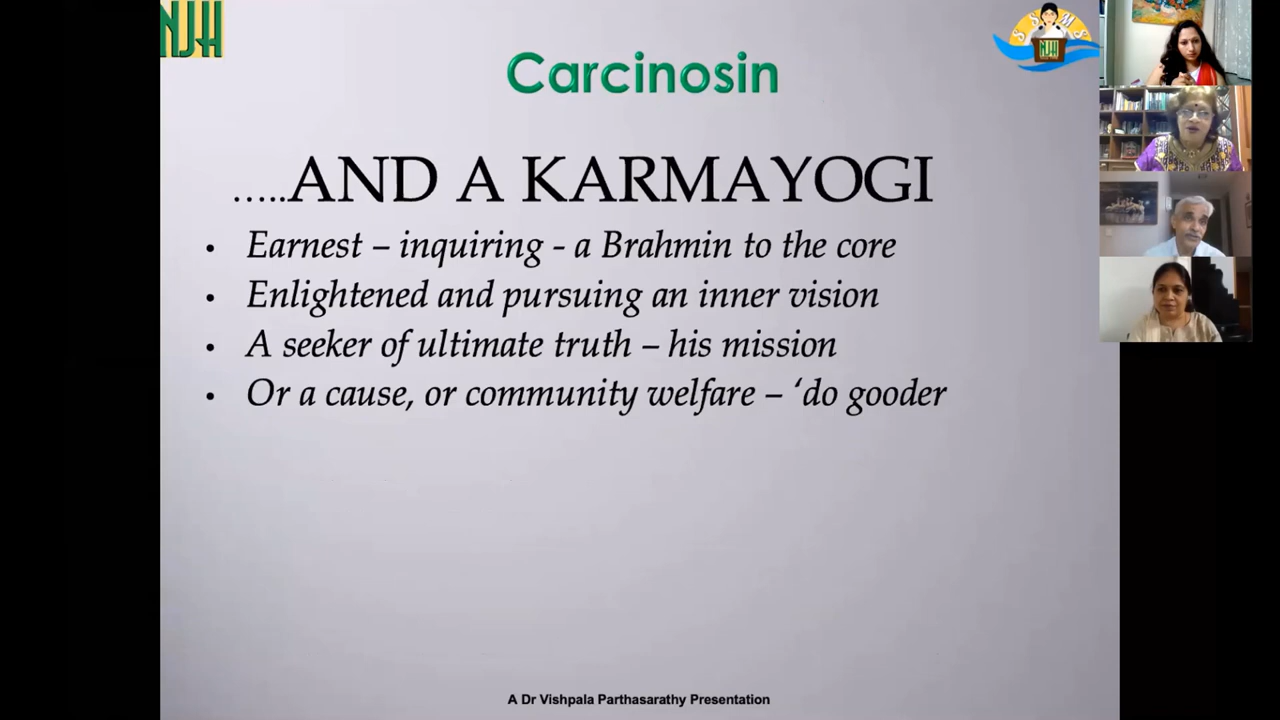 NJH
S S M S
NJH
Carcinosin
.....AND A KARMAYOGI
• Earnest – inquiring - a Brahmin to the core
• Enlightened and pursuing an inner vision
• A seeker of ultimate truth – his mission
• Or a cause, or community welfare – ‘do gooder
A Dr Vishpala Parthasarathy Presentation